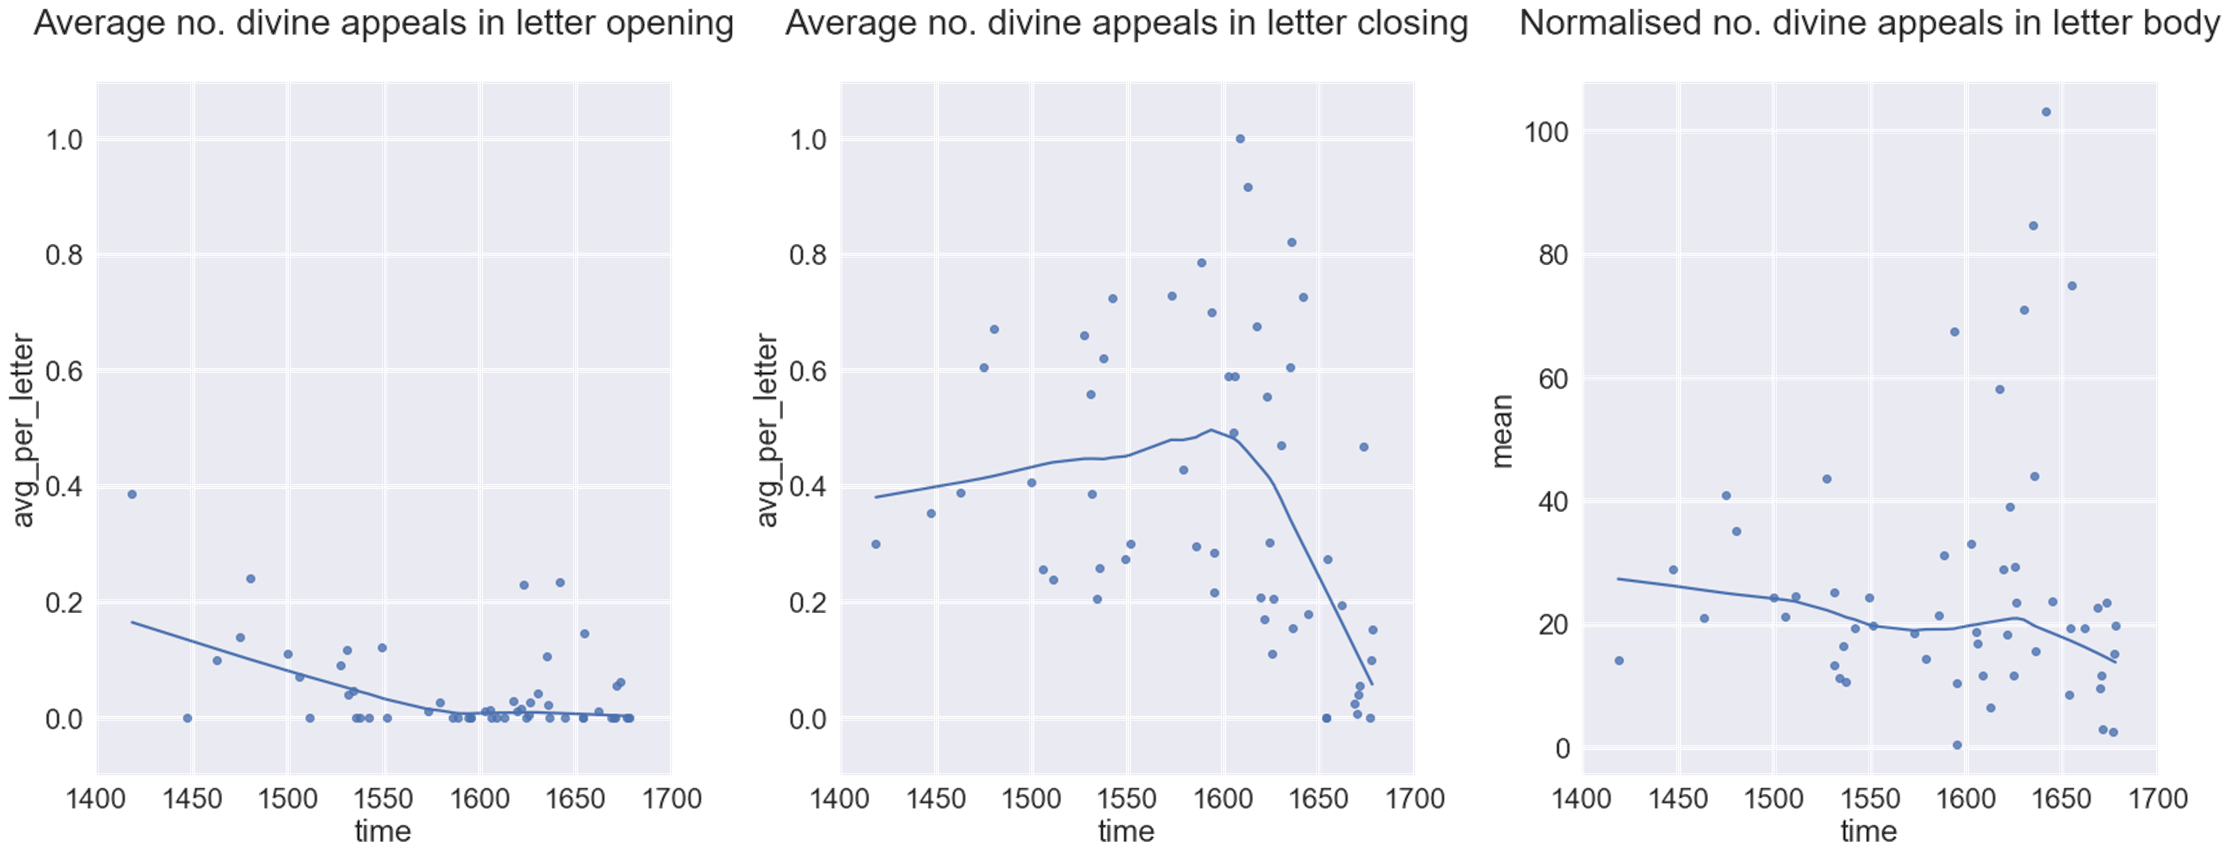 Average no. divine appeals in letter opening
avg_per_letter
1.0
0.8
0.6
0.4
0.2
0.0
1400 1450 1500 1550 1600 1650 1700
time
Average no. divine appeals in letter closing
avg_per_letter
1.0
0.8
0.6
0.4
0.2
0.0
1400 1450 1500 1550 1600 1650 1700
time
Normalised no. divine appeals in letter body
mean
100
80
60
40
20
0
1400 1450 1500 1550 1600 1650 1700
time